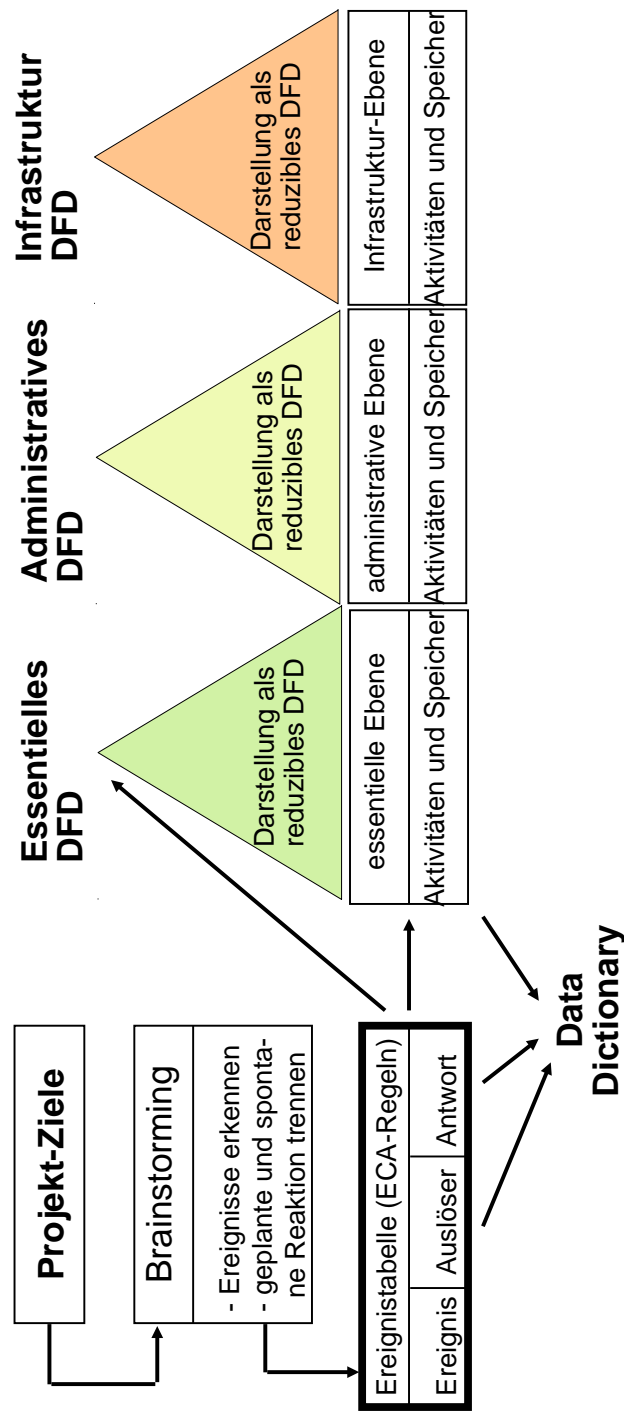 Projekt-Ziele
Brainstorming
- Ereignisse erkennen
- geplante und sponta-
ne Reaktion trennen
Ereignistabelle (ECA-Regeln)
Ereignis
Auslöser
Antwort
Data
Dictionary
Essentielles
DFD
Darstellung als
reduzibles DFD
essentielle Ebene
Aktivitäten und Speicher
Administratives
DFD
Darstellung als
reduzibles DFD
administrative Ebene
Aktivitäten und Speicher
Infrastruktur
DFD
Darstellung als
reduzibles DFD
Infrastruktur-Ebene
Aktivitäten und Speicher